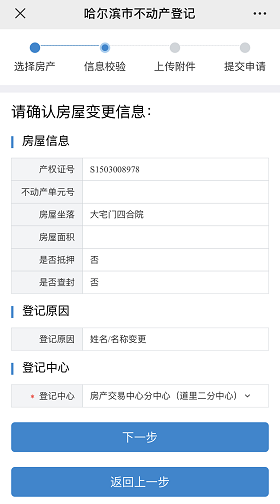 哈尔滨市不动产登记
选择房产 信息校验 上传附件 提交申请
请确认房屋变更信息：
房屋信息
产权证号 S1503008978
不动产单元号
房屋坐落 大宅门四合院
房屋面积
是否抵押 否
是否查封 否
登记原因
登记原因 姓名/名称变更
登记中心
* 登记中心 房产交易中心分中心（道里二分中心）
下一步
返回上一步